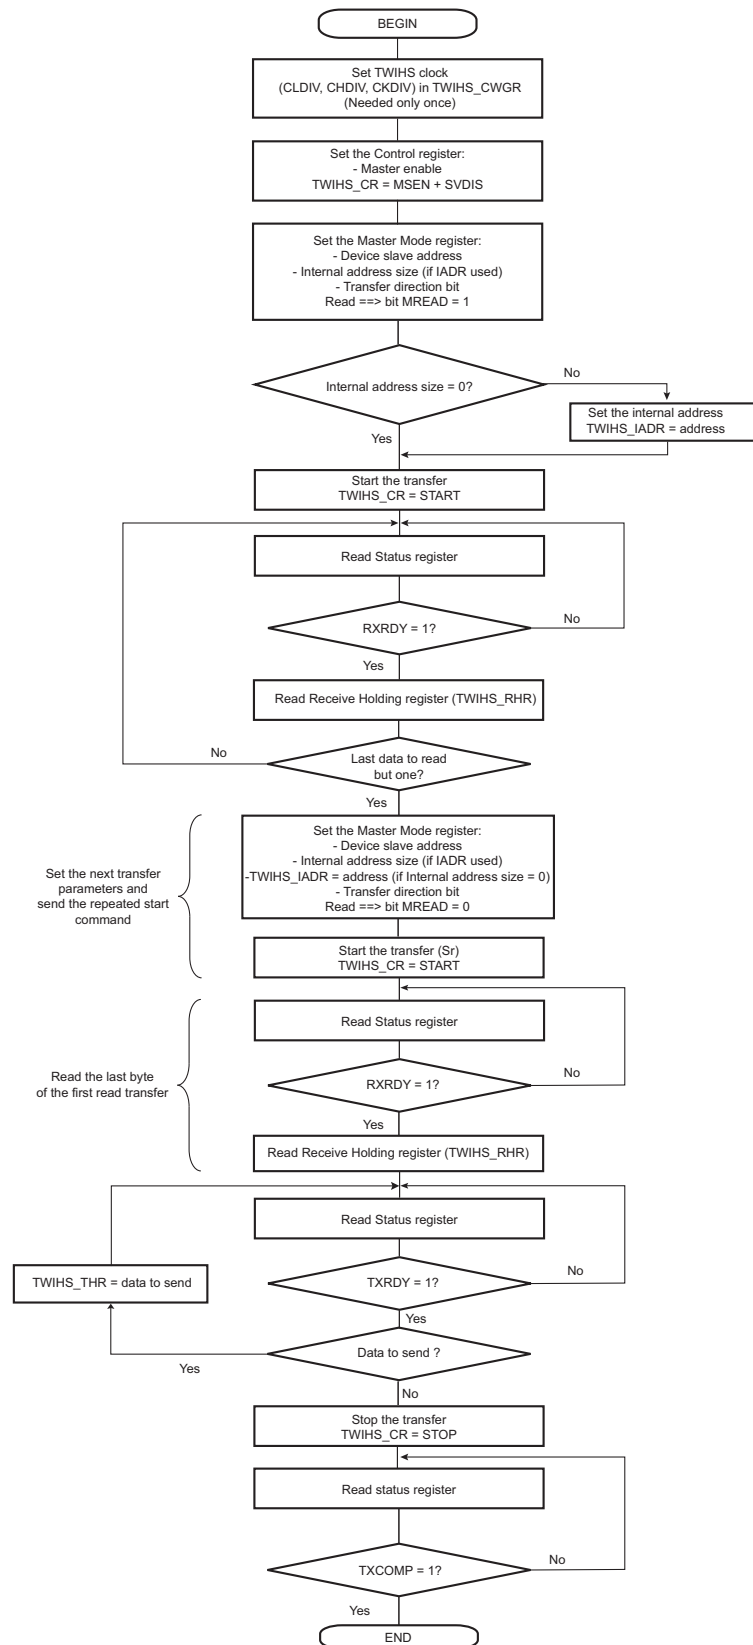 BEGIN
Set TWIHS clock
(CLDIV, CHDIV, CKDIV) in TWIHS_CWGR
(Needed only once)
Set the Control register:
- Master enable
TWIHS_CR = MSEN + SVDIS
Set the Master Mode register:
- Device slave address
- Internal address size (if IADR used)
- Transfer direction bit
Read ==> bit MREAD = 1
Internal address size = 0?
No
Set the internal address
TWIHS_IADR = address
Yes
Start the transfer
TWIHS_CR = START
Read Status register
RXRDY = 1?
No
Yes
Read Receive Holding register (TWIHS_RHR)
No
Last data to read
but one?
Yes
Set the next transfer
parameters and
send the repeated start
command
Set the Master Mode register:
- Device slave address
- Internal address size (if IADR used)
-TWIHS_IADR = address (if Internal address size = 0)
- Transfer direction bit
Read ==> bit MREAD = 0
Start the transfer (Sr)
TWIHS_CR = START
Read the last byte
of the first read transfer
Read Status register
RXRDY = 1?
No
Yes
Read Receive Holding register (TWIHS_RHR)
Read Status register
TWIHS_THR = data to send
TXRDY = 1?
No
Yes
Data to send ?
Yes
No
Stop the transfer
TWIHS_CR = STOP
Read status register
TXCOMP = 1?
No
Yes
END